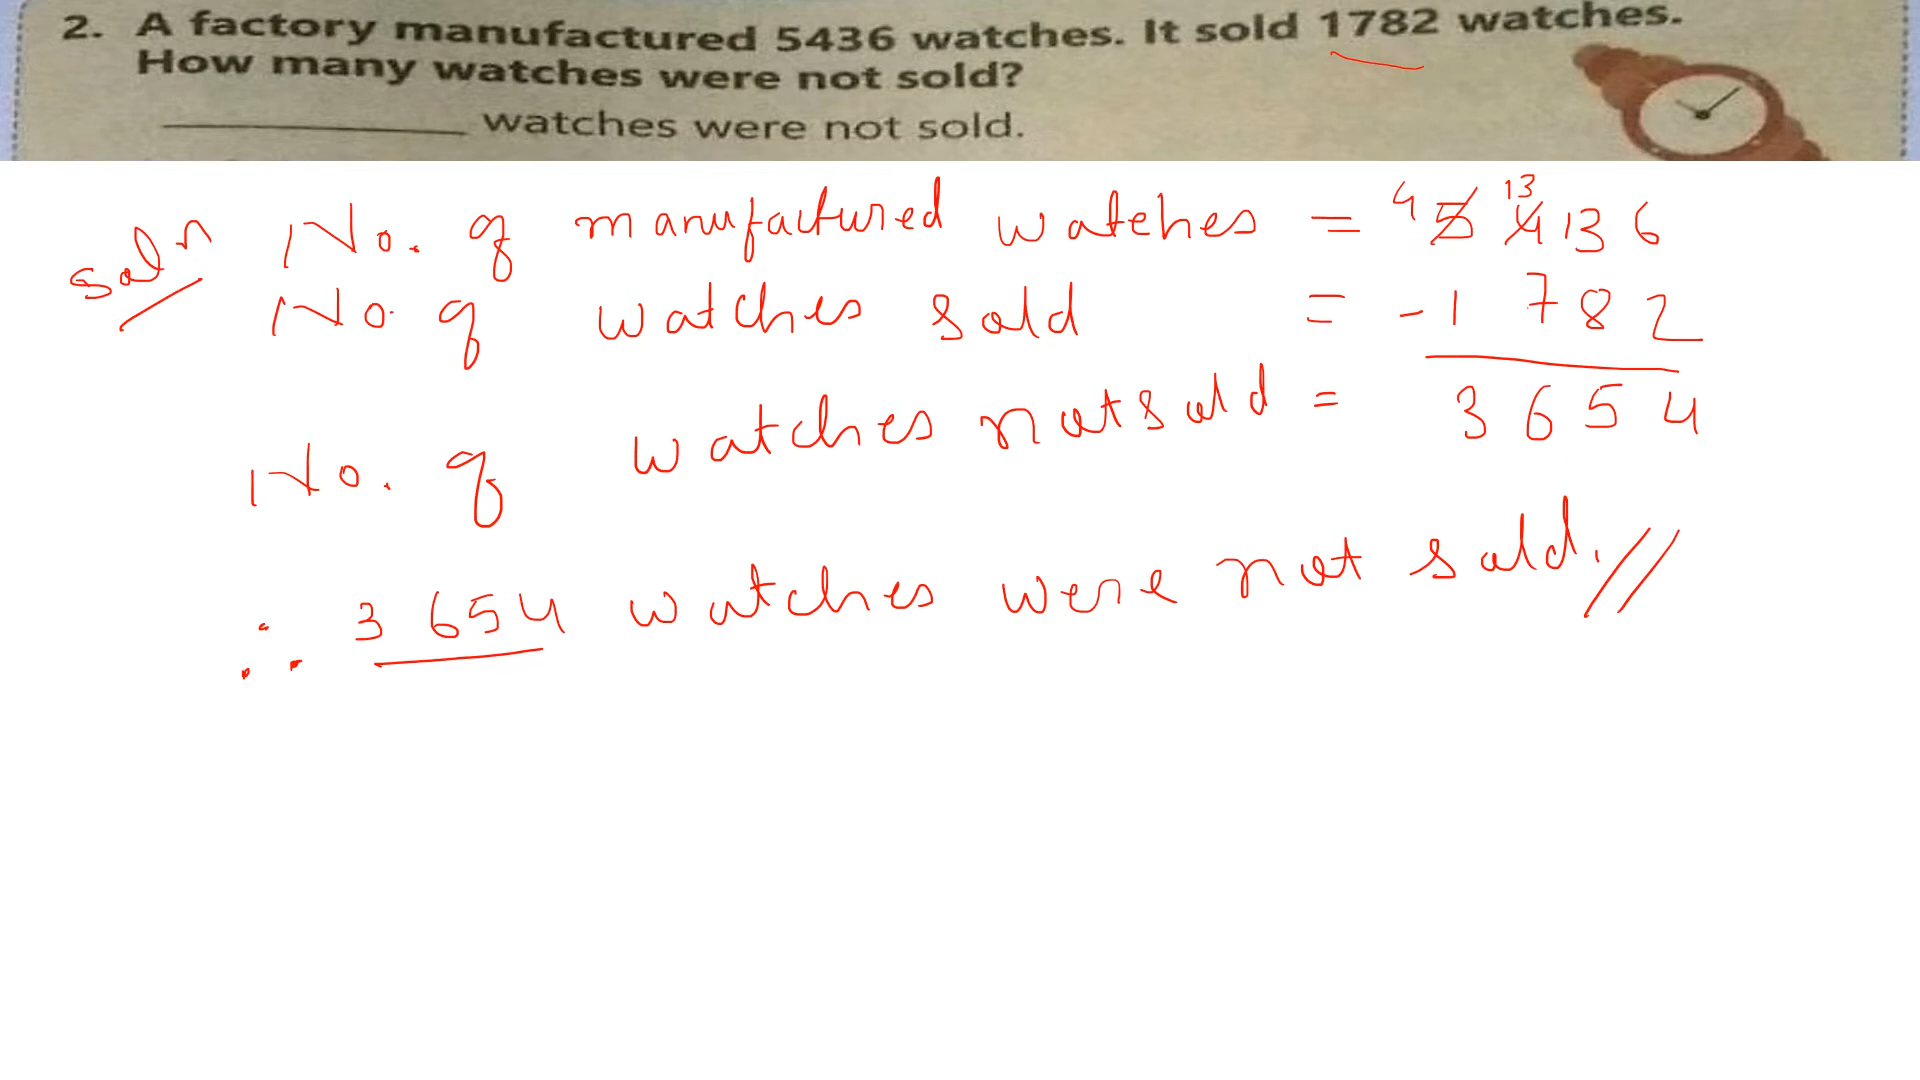 2. A factory manufactured 5436 watches. It sold 1782 watches.
How many watches were not sold?
____________ watches were not sold.
Soln No. of manufactured watches = 4 5 13 4 13 6
No. of watches sold = - 1 7 8 2
No. of watches not sold = 3 6 5 4
∴ 3654 watches were not sold. //